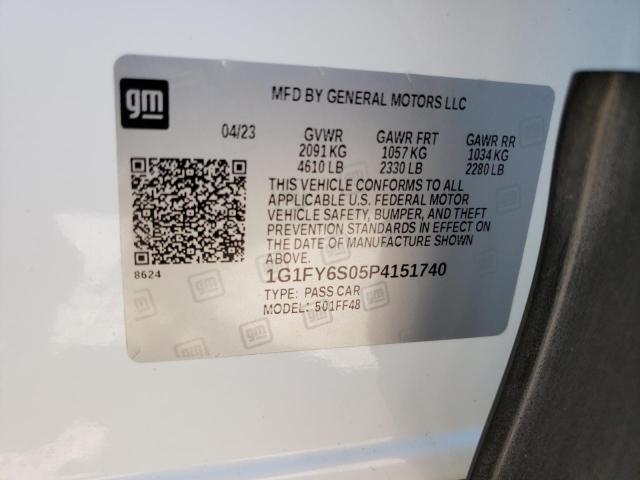 gm
MFD BY GENERAL MOTORS LLC
04/23 GVWR GAWR FRT GAWR RR
2091 KG 1057 KG 1034 KG
4610 LB 2330 LB 2280 LB
THIS VEHICLE CONFORMS TO ALL
APPLICABLE U.S. FEDERAL MOTOR
VEHICLE SAFETY, BUMPER, AND THEFT
PREVENTION STANDARDS IN EFFECT ON
THE DATE OF MANUFACTURE SHOWN
ABOVE.
8624
1G1FY6S05P4151740
TYPE: PASS CAR
MODEL: 501FF48